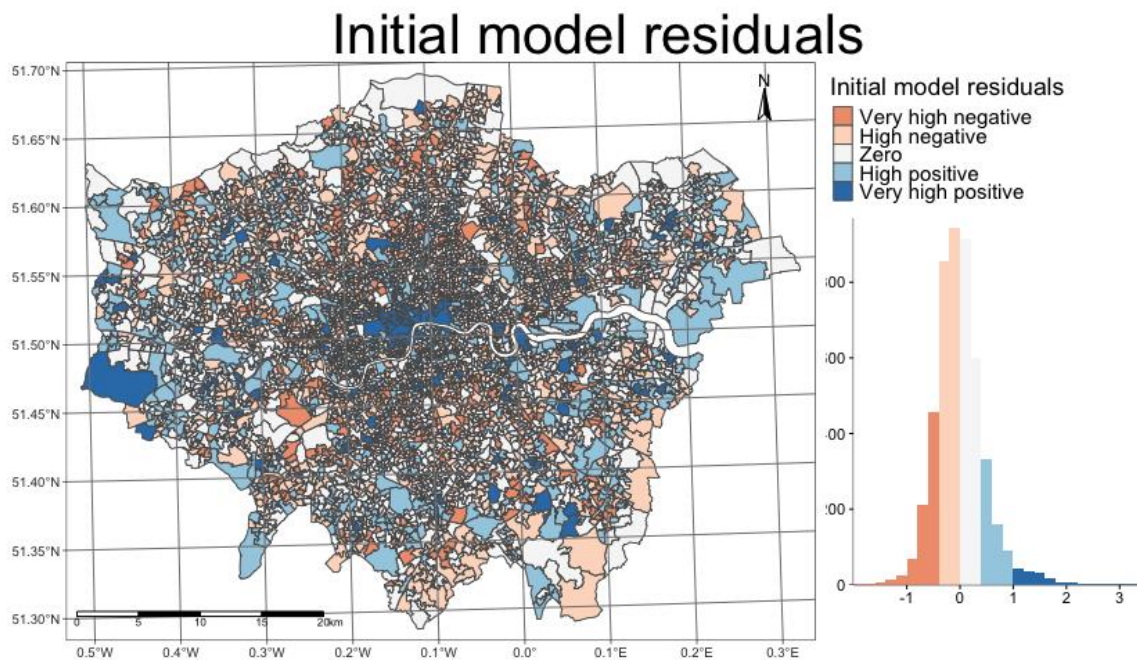 Initial model residuals
51.70°N
51.65°N
51.60°N
51.55°N
51.50°N
51.45°N
51.40°N
51.35°N
51.30°N
N
0 5 10 15 20km
0.5°W 0.4°W 0.3°W 0.2°W 0.1°W 0.0° 0.1°E 0.2°E 0.3°E
Initial model residuals
Very high negative
High negative
Zero
High positive
Very high positive
0
-1 0 1 2 3